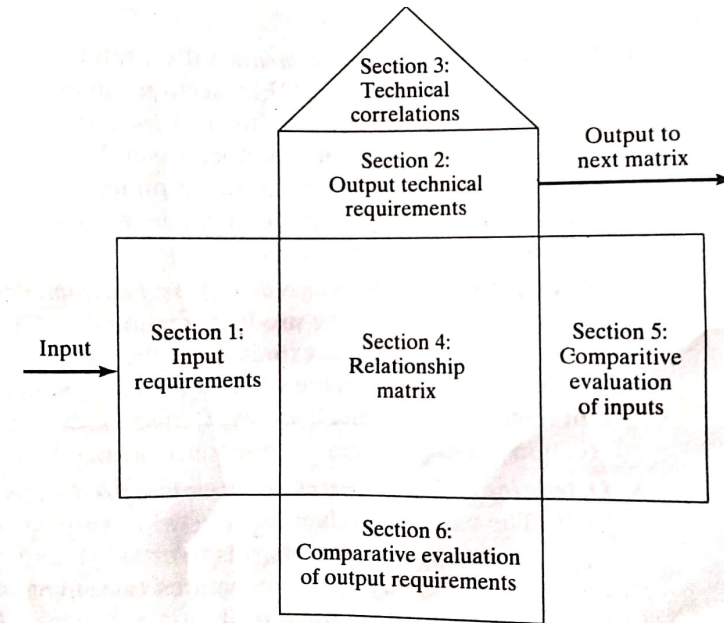 Section 3:
Technical
correlations
Section 2:
Output technical
requirements
Output to
next matrix
Input
Section 1:
Input
requirements
Section 4:
Relationship
matrix
Section 5:
Comparitive
evaluation
of inputs
Section 6:
Comparative evaluation
of output requirements